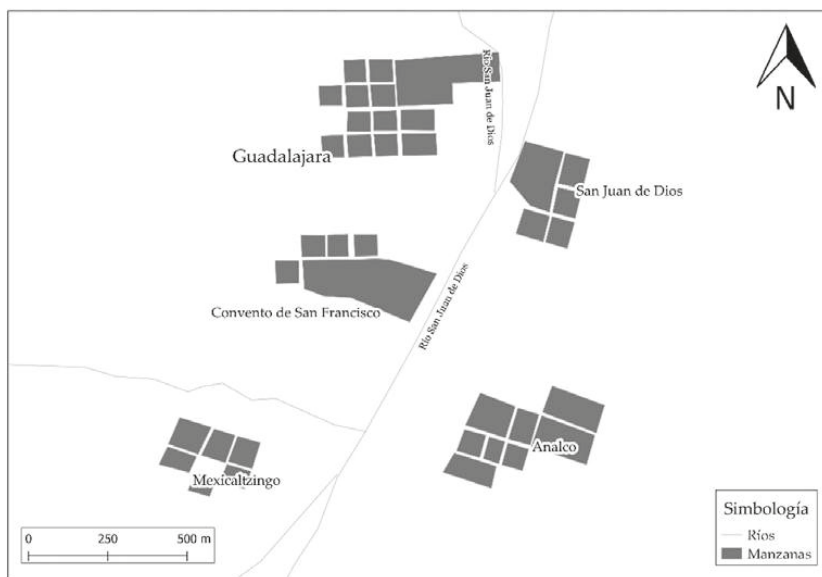 Río San Juan de Dios
N
Guadalajara
San Juan de Dios
Río San Juan de Dios
Convento de San Francisco
Analco
Mexicaltzingo
Simbología
Ríos
Manzanas
0 250 500 m